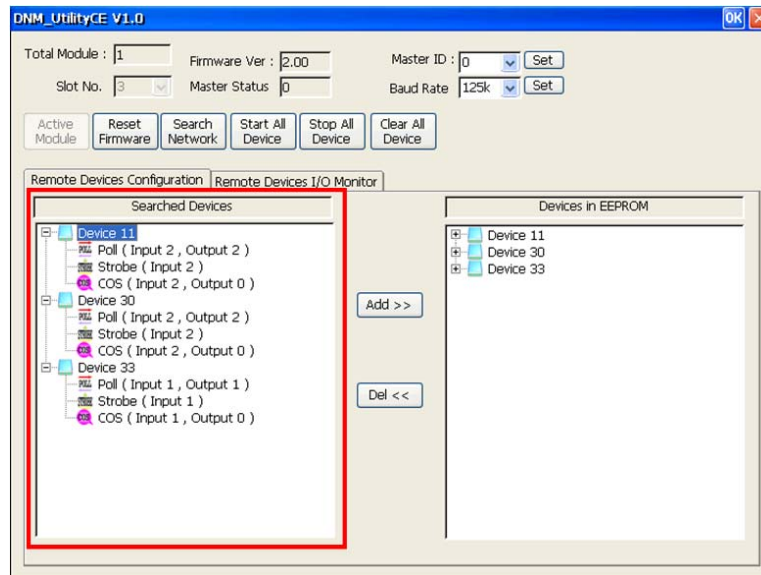 DNM_UtilityCE V1.0 OK
Total Module : 1 Firmware Ver : 2.00 Master ID : 0 Set
Slot No. 3 Master Status 0 Baud Rate 125k Set
Active Module Reset Firmware Search Network Start All Device Stop All Device Clear All Device
Remote Devices Configuration Remote Devices I/O Monitor
Searched Devices
Device 11
Poll ( Input 2 , Output 2 )
Strobe ( Input 2 )
COS ( Input 2 , Output 0 )
Device 30
Poll ( Input 2 , Output 2 )
Strobe ( Input 2 )
COS ( Input 2 , Output 0 )
Device 33
Poll ( Input 1 , Output 1 )
Strobe ( Input 1 )
COS ( Input 1 , Output 0 )
Add >>
Del <<
Devices in EEPROM
Device 11
Device 30
Device 33